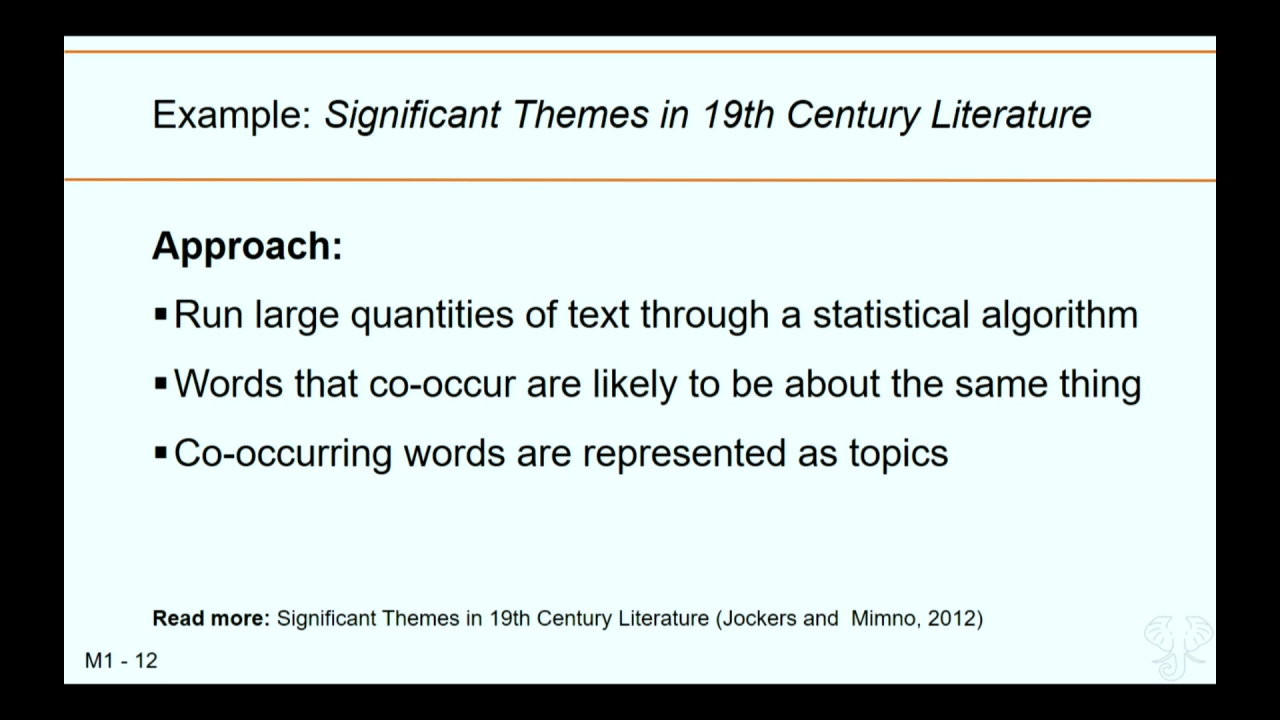 Example: Significant Themes in 19th Century Literature
Approach:
▪Run large quantities of text through a statistical algorithm
▪Words that co-occur are likely to be about the same thing
▪Co-occurring words are represented as topics
Read more: Significant Themes in 19th Century Literature (Jockers and  Mimno, 2012)
M1 - 12